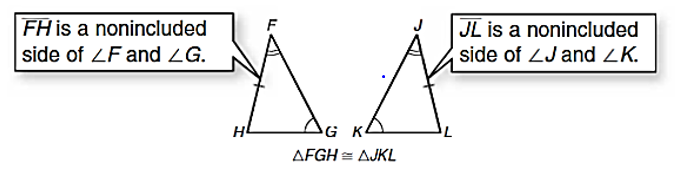 FH is a nonincluded
side of ∠F and ∠G.
JL is a nonincluded
side of ∠J and ∠K.
F
J
H
G
K
L
△FGH ≅ △JKL